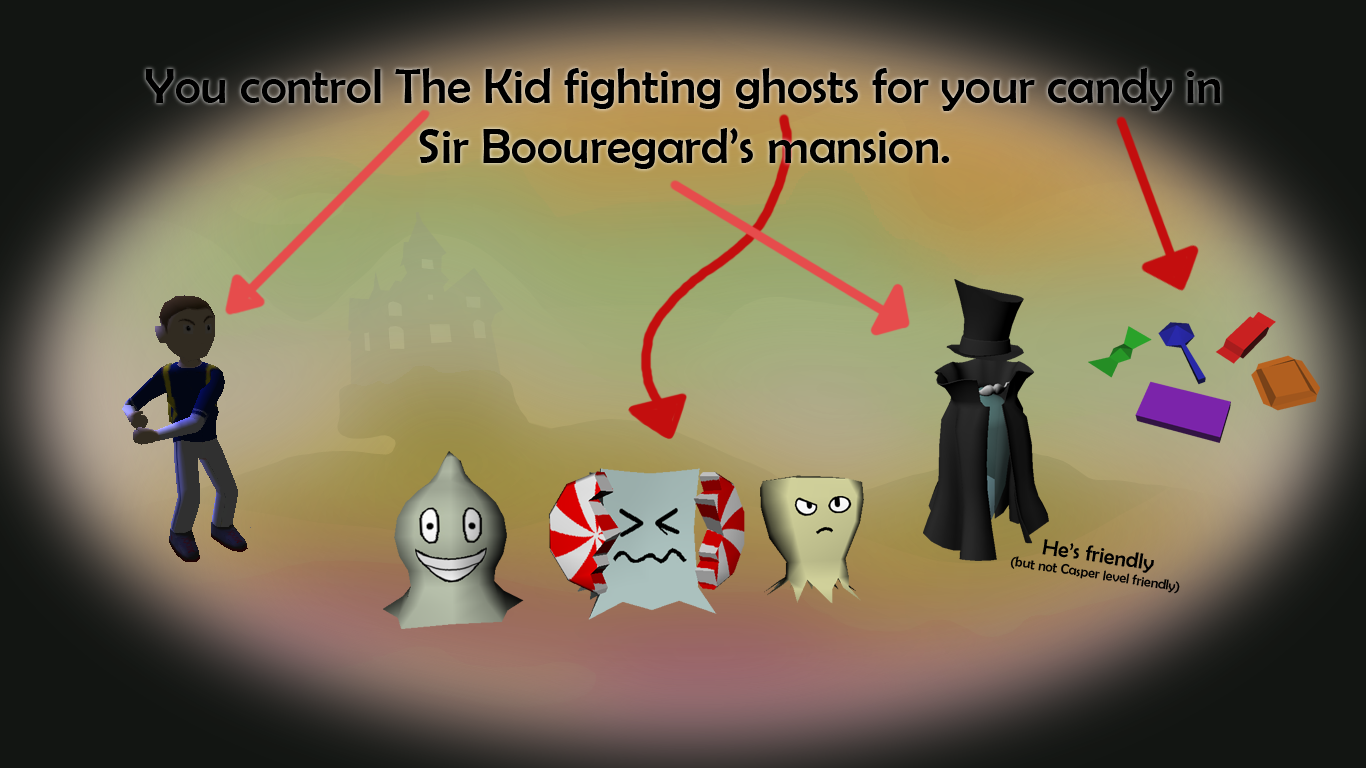 You control The Kid fighting ghosts for your candy in
Sir Boouregard's mansion.
He's friendly
(but not Casper level friendly)